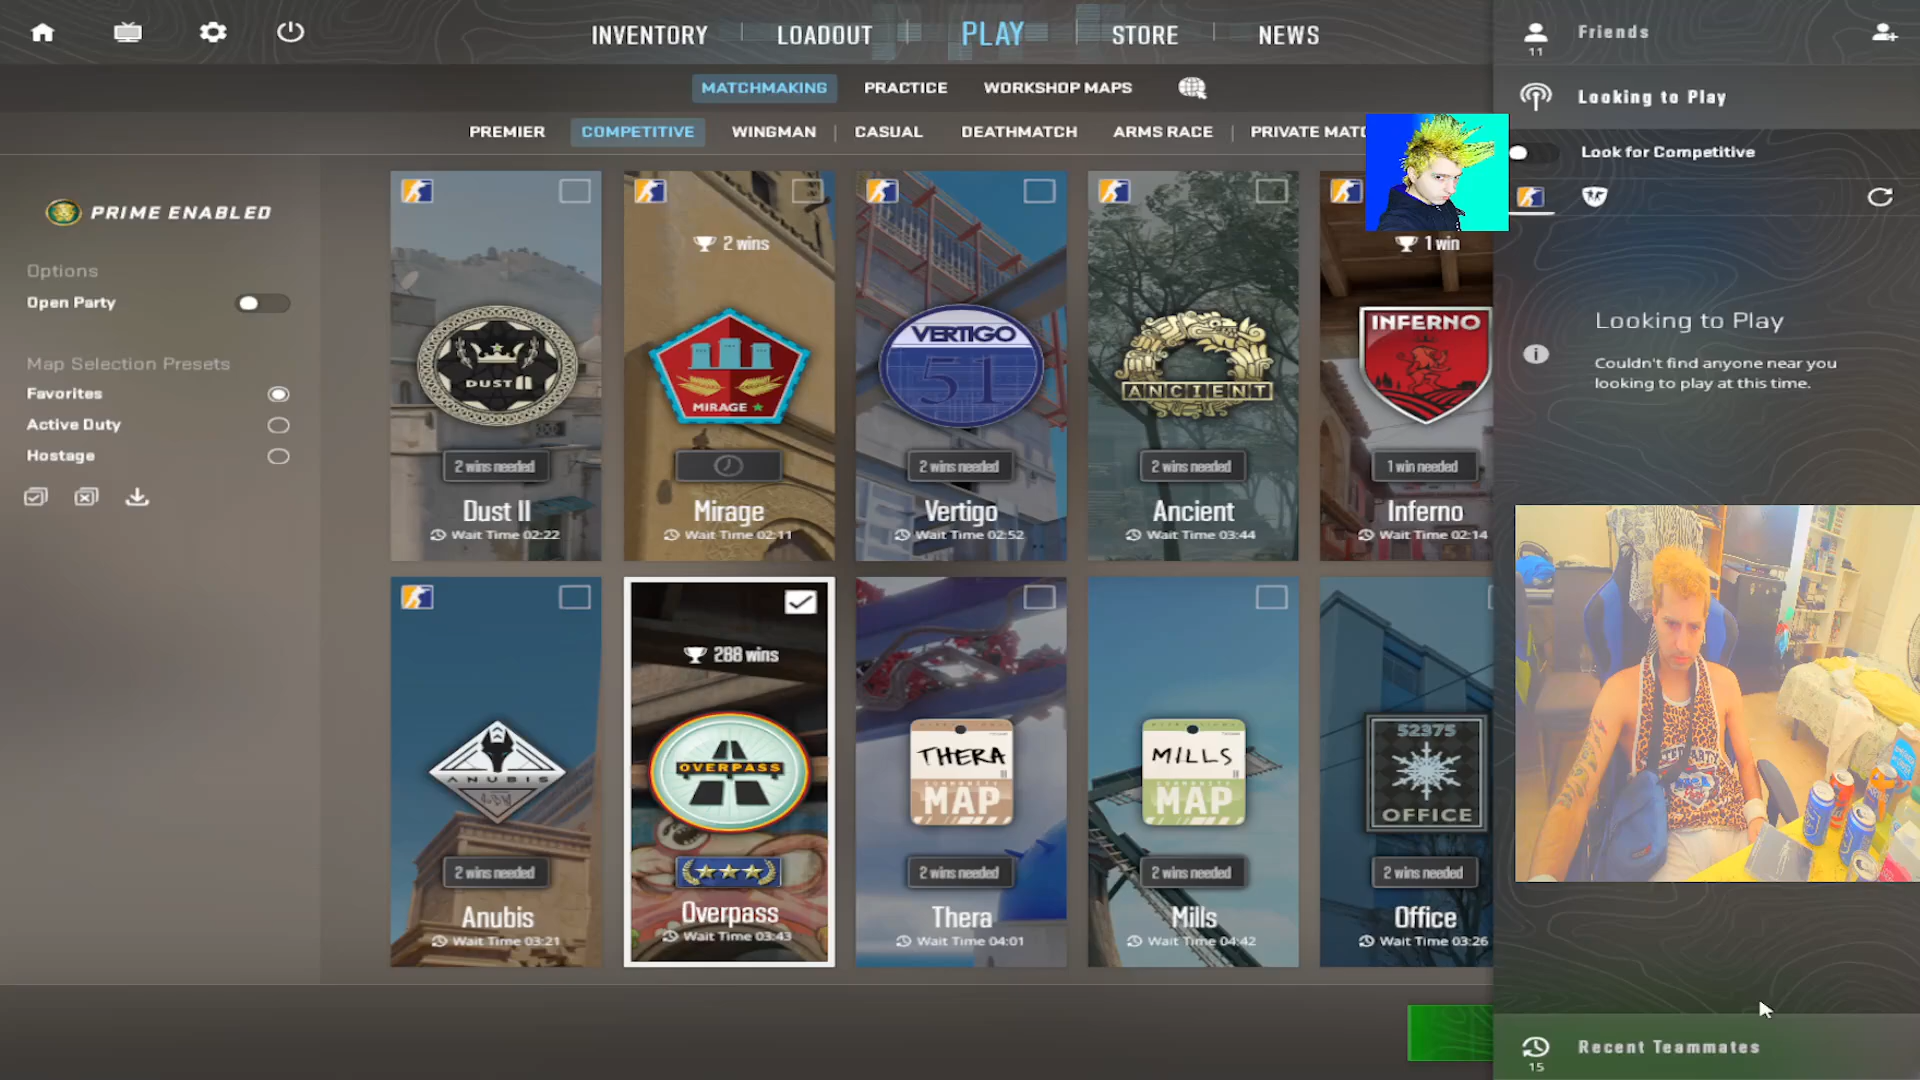 INVENTORY
LOADOUT
PLAY
STORE
NEWS
Friends
11
MATCHMAKING
PRACTICE
WORKSHOP MAPS
Looking to Play
PREMIER
COMPETITIVE
WINGMAN
CASUAL
DEATHMATCH
ARMS RACE
PRIVATE MATC
Look for Competitive
PRIME ENABLED
Options
Open Party
Map Selection Presets
Favorites
Active Duty
Hostage
DUST II
2 wins needed
Dust II
Wait Time 02:22
2 wins
MIRAGE
Mirage
Wait Time 02:11
VERTIGO
51
2 wins needed
Vertigo
Wait Time 02:52
ANCIENT
2 wins needed
Ancient
Wait Time 03:44
1 win
INFERNO
1 win needed
Inferno
Wait Time 02:14
Looking to Play
Couldn't find anyone near you
looking to play at this time.
ANUBIS
2 wins needed
Anubis
Wait Time 03:21
288 wins
OVERPASS
Overpass
Wait Time 03:43
THERA
COMMUNITY
MAP
2 wins needed
Thera
Wait Time 04:01
MILLS
COMMUNITY
MAP
2 wins needed
Mills
Wait Time 04:42
52375
OFFICE
2 wins needed
Office
Wait Time 03:26
Recent Teammates
15